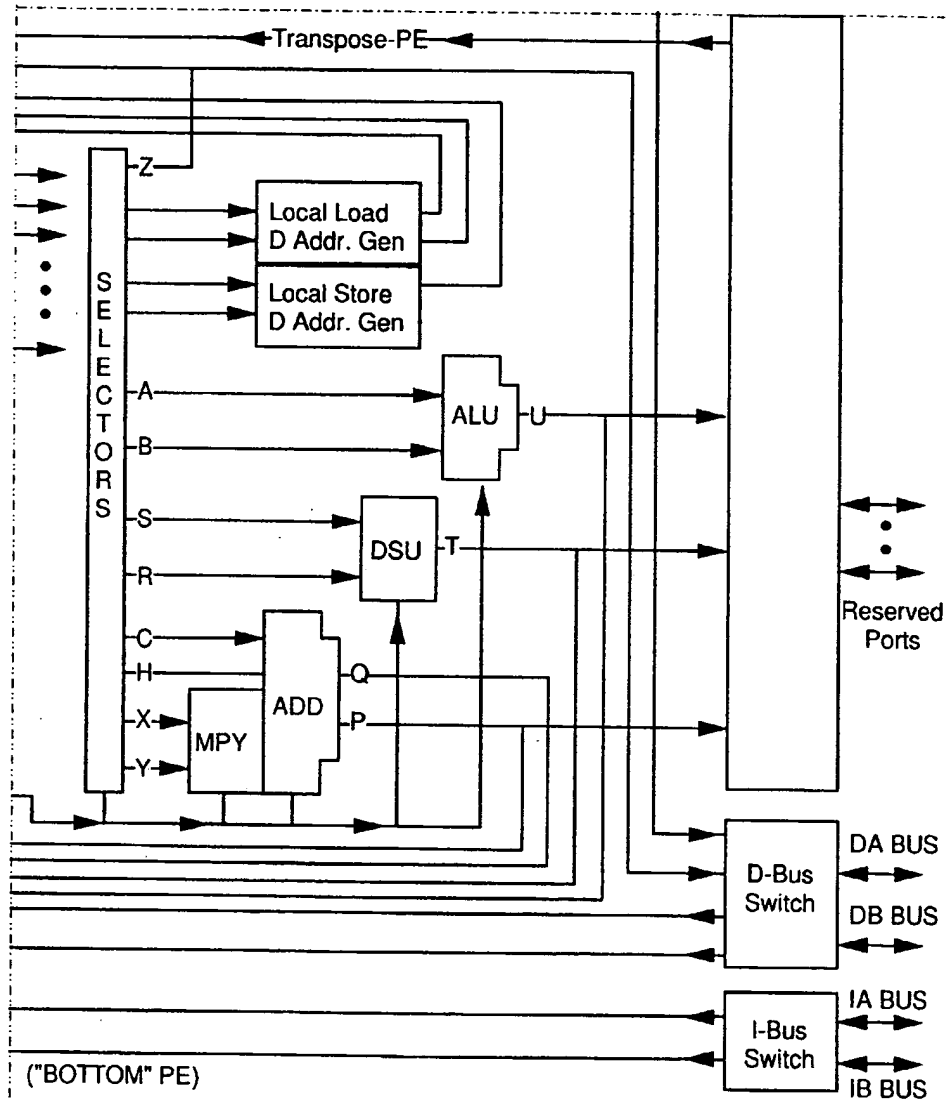 Transpose-PE
Z
Local Load
D Addr. Gen
Local Store
D Addr. Gen
SELECTORS
A
B
ALU
U
S
R
DSU
T
Reserved
Ports
C
H
X
Y
MPY
ADD
Q
P
D-Bus
Switch
DA BUS
DB BUS
I-Bus
Switch
IA BUS
IB BUS
("BOTTOM" PE)